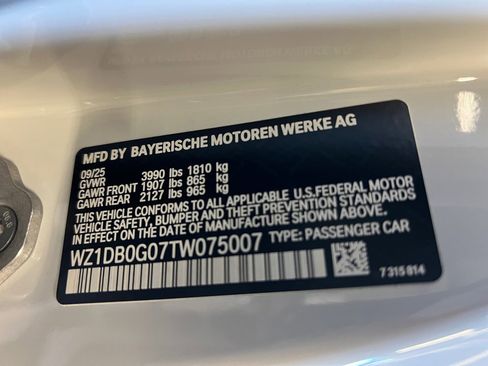 MFD BY BAYERISCHE MOTOREN WERKE AG
09/25
GVWR 3990 lbs 1810 kg
GAWR FRONT 1907 lbs 865 kg
GAWR REAR 2127 lbs 965 kg
THIS VEHICLE CONFORMS TO ALL APPLICABLE U.S.FEDERAL MOTOR
VEHICLE SAFETY, BUMPER AND THEFT PREVENTION STANDARDS
IN EFFECT ON THE DATE OF MANUFACTURE SHOWN ABOVE.
WZ1DB0G07TW075007 TYPE: PASSENGER CAR
7 315 814